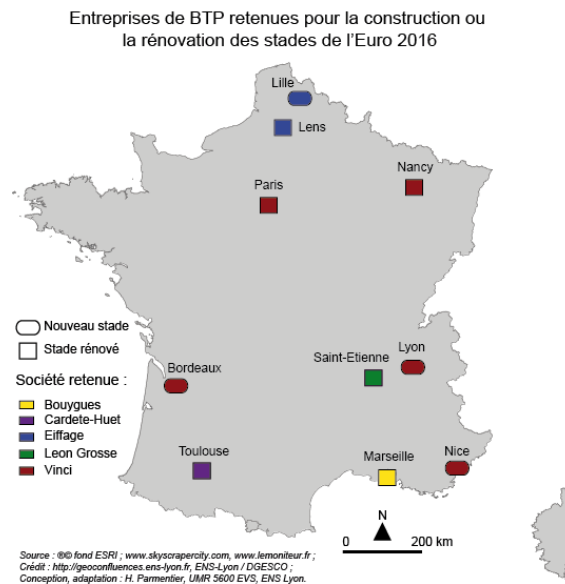 Entreprises de BTP retenues pour la construction ou
la rénovation des stades de l'Euro 2016
Lille
Lens
Nancy
Paris
Nouveau stade
Stade rénové
Société retenue :
Bouygues
Cardete-Huet
Eiffage
Leon Grosse
Vinci
Bordeaux
Saint-Etienne
Lyon
Toulouse
Marseille
Nice
N
0 200 km
Source : ®© fond ESRI ; www.skyscrapercity.com, www.lemoniteur.fr ;
Crédit : http://geoconfluences.ens-lyon.fr, ENS-Lyon / DGESCO ;
Conception, adaptation : H. Parmentier, UMR 5600 EVS, ENS Lyon.